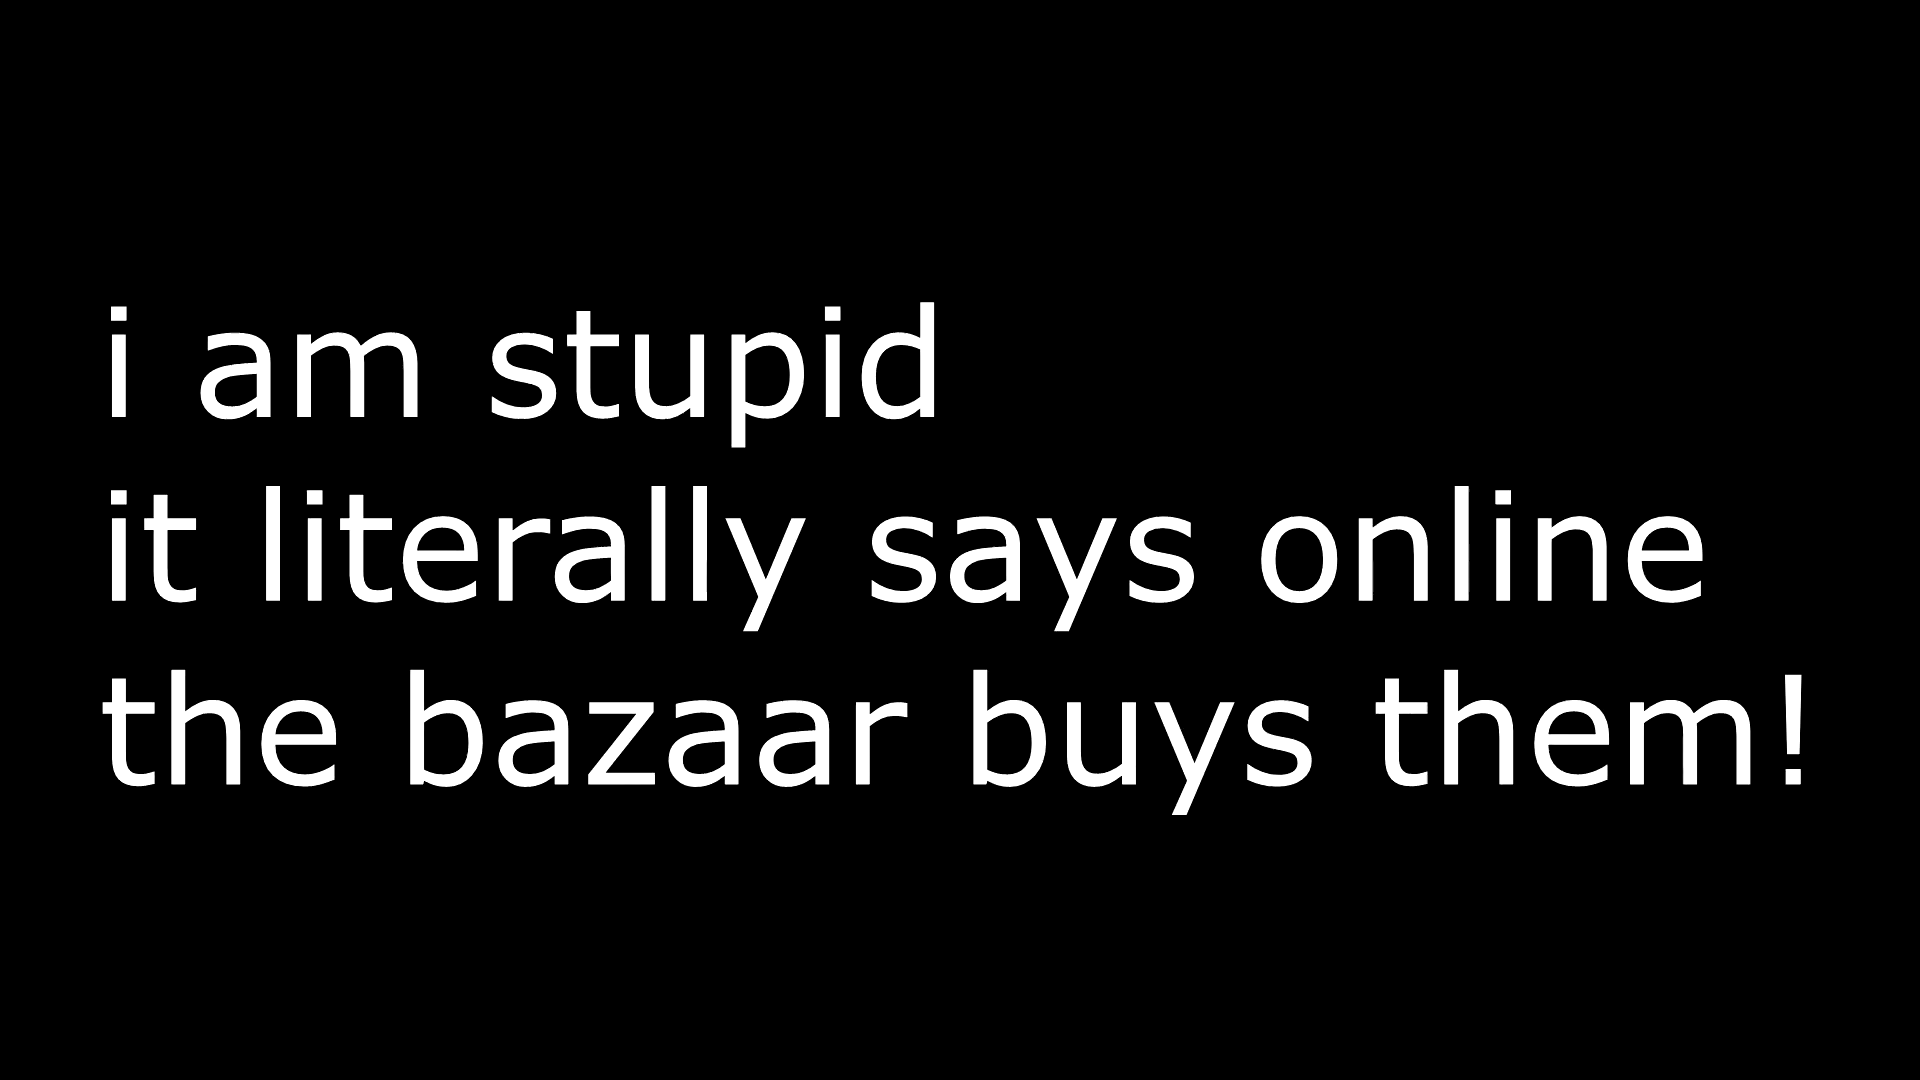 i am stupid
it literally says online
the bazaar buys them!